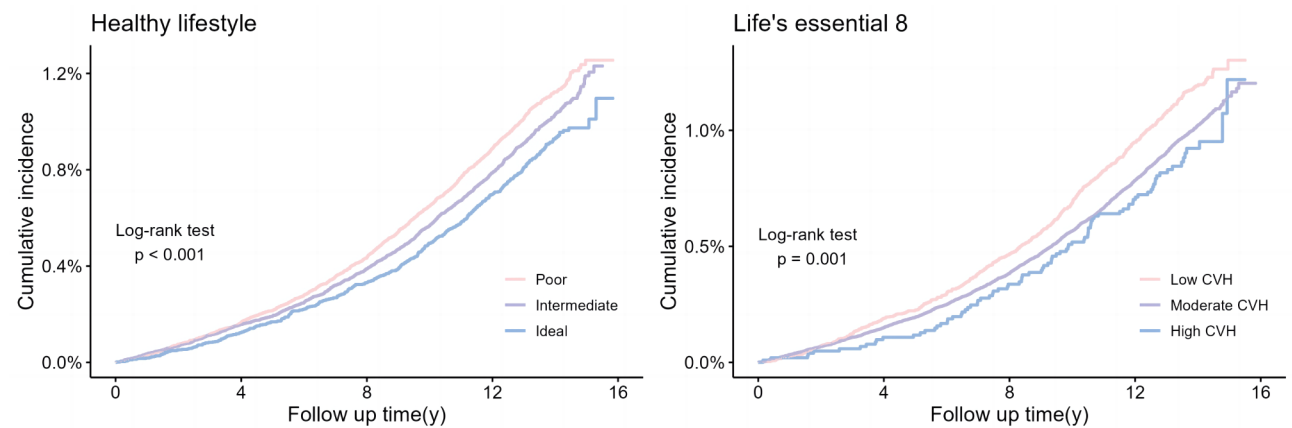 Healthy lifestyle
Cumulative incidence
1.2%
0.8%
0.4%
0.0%
Log-rank test
p < 0.001
Poor
Intermediate
Ideal
0 4 8 12 16
Follow up time(y)
Life's essential 8
Cumulative incidence
1.0%
0.5%
0.0%
Log-rank test
p = 0.001
Low CVH
Moderate CVH
High CVH
0 4 8 12 16
Follow up time(y)